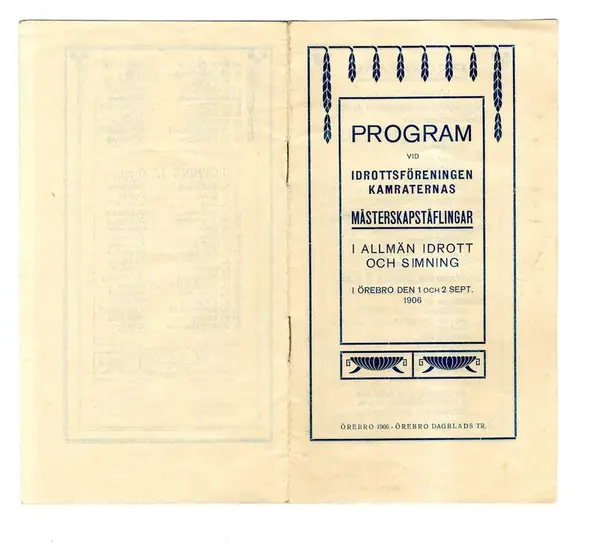 PROGRAM
VID
IDROTTSFÖRENINGEN
KAMRATERNAS
MÄSTERSKAPSTÄFLINGAR
I ALLMÄN IDROTT
OCH SIMNING
I ÖREBRO DEN 1 OCH 2 SEPT.
1906
ÖREBRO 1906 - ÖREBRO DAGBLADS TR.